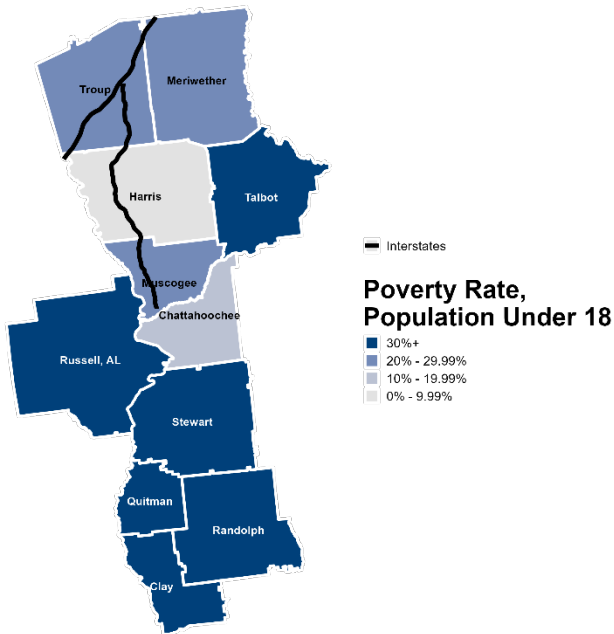 Troup
Meriwether
Harris
Talbot
Muscogee
Chattahoochee
Russell, AL
Stewart
Quitman
Randolph
Clay
Interstates
Poverty Rate,
Population Under 18
30%+
20% - 29.99%
10% - 19.99%
0% - 9.99%